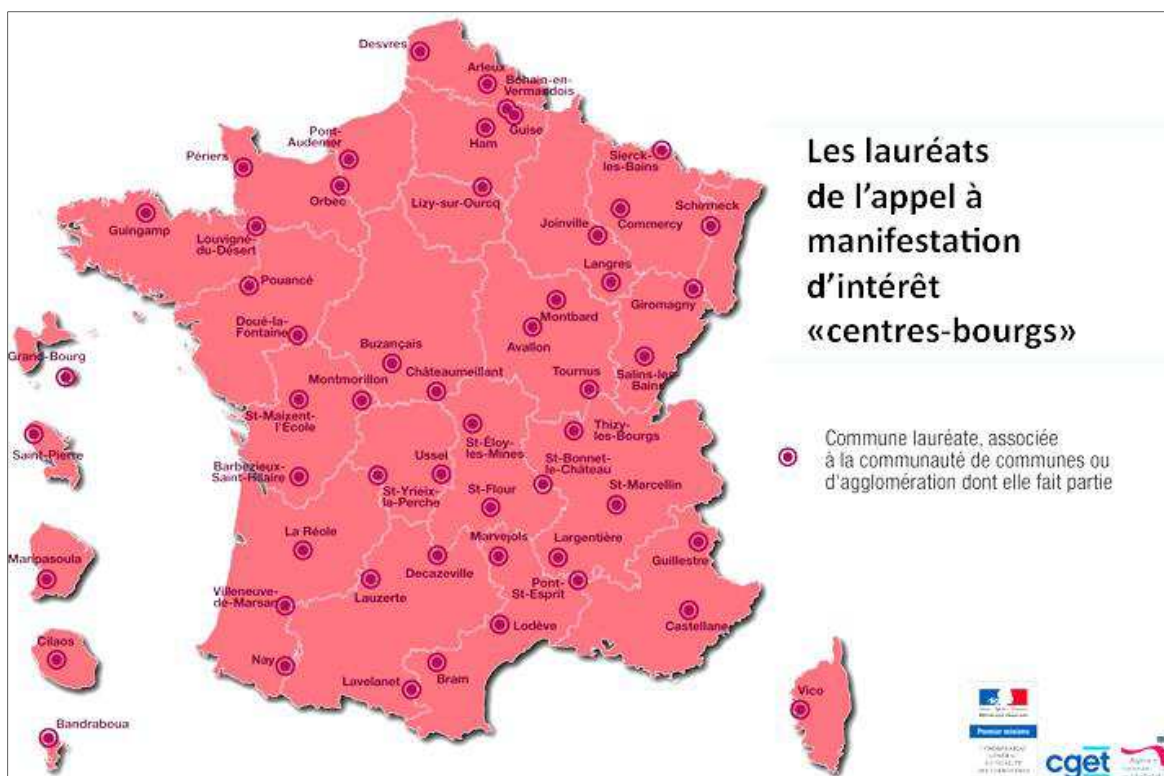 Desvres
Arleux
Bohain-en-
Vermandois
Guise
Ham
Pont-
Audemer
Périers
Orbec
Lizy-sur-Ourcq
Sierck-
les-Bains
Guingamp
Louvigné-
du-Désert
Joinville
Commercy
Schirmeck
Langres
Pouancé
Giromagny
Montbard
Doué-la-
Fontaine
Avallon
Buzançais
Grand-Bourg
Châteaumeillant
Tournus
Salins-les-
Bains
Montmorillon
St-Maixent-
l'École
St-Éloy-
les-Mines
Thizy-
les-Bourgs
Saint-Pierre
Ussel
St-Bonnet-
le-Château
Barbezieux-
Saint-Hilaire
St-Yrieix-
la-Perche
St-Flour
St-Marcellin
La Réole
Marvejols
Largentière
Guillestre
Maripasoula
Decazeville
Pont-
St-Esprit
Villeneuve-
de-Marsan
Lauzerte
Castellane
Lodève
Cilaos
Nay
Bram
Lavelanet
Vico
Bandraboua
Les lauréats
de l'appel à
manifestation
d'intérêt
«centres-bourgs»
Commune lauréate, associée
à la communauté de communes ou
d'agglomération dont elle fait partie
RÉPUBLIQUE FRANÇAISE
Premier ministre
cget